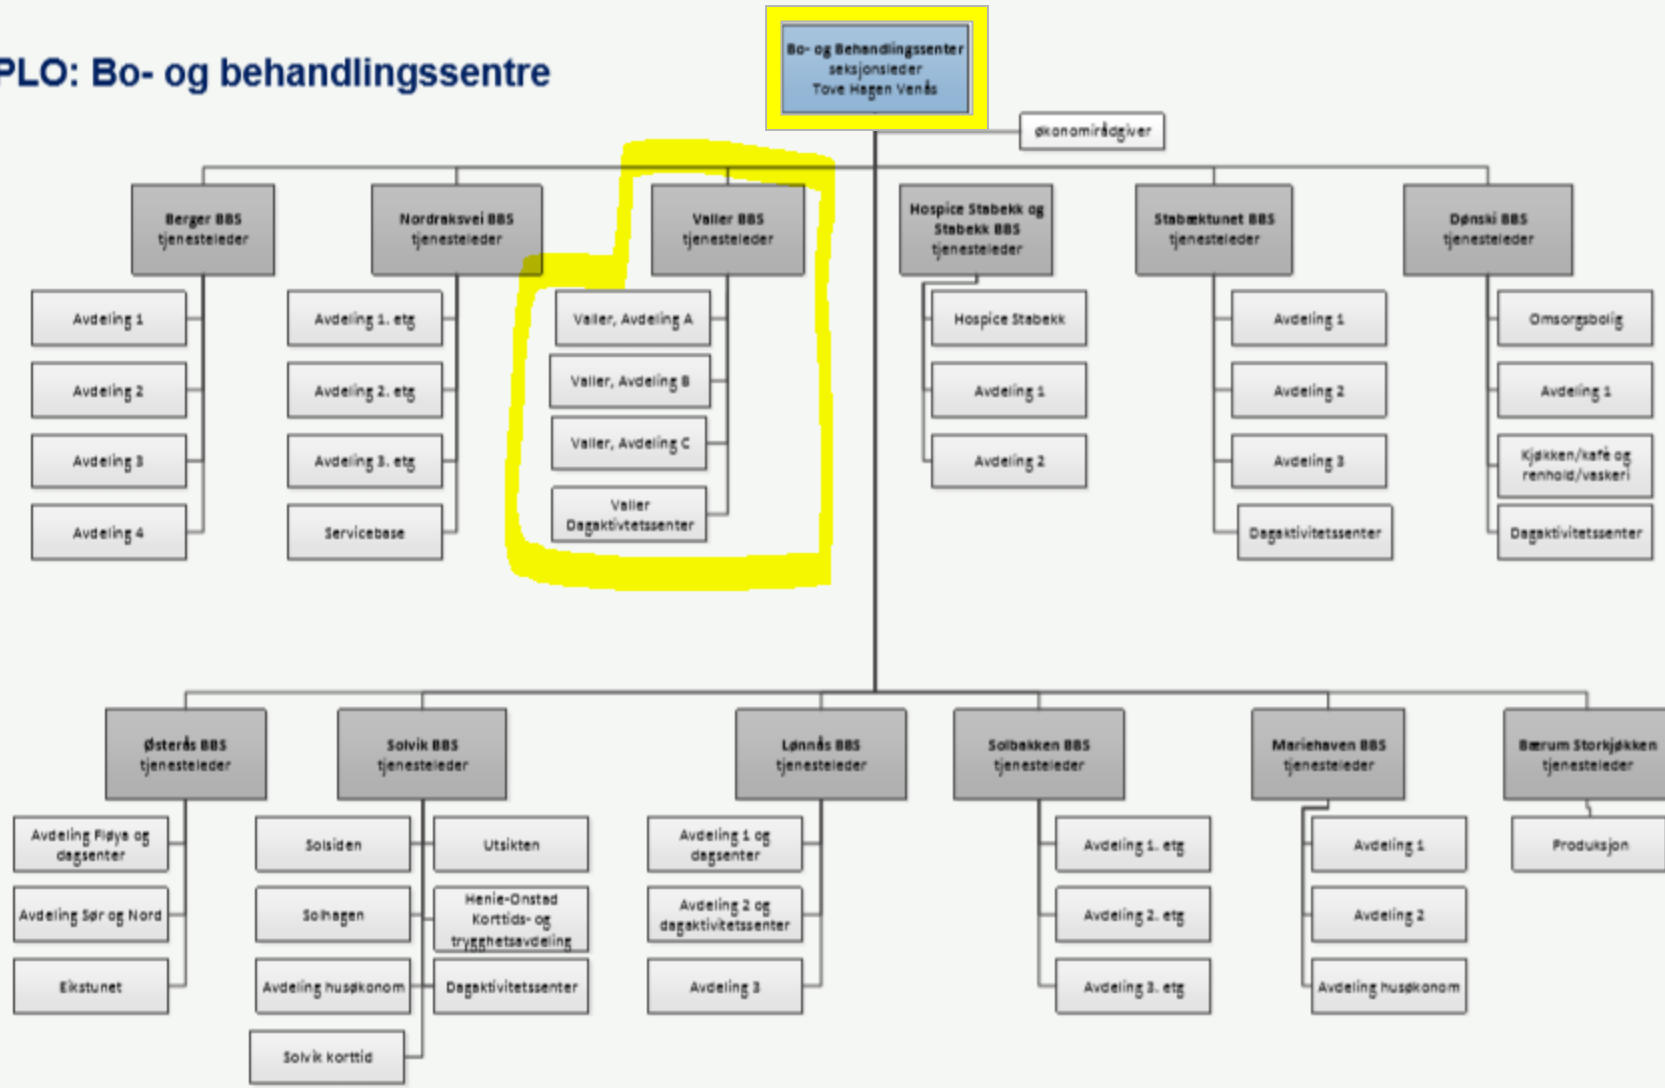 PLO: Bo- og behandlingssentre
Bo- og Behandlingssenter
seksjonsleder
Tove Hagen Venås
økonomirådgiver
Berger BBS
tjenesteleder
Avdeling 1
Avdeling 2
Avdeling 3
Avdeling 4
Nordraksvei BBS
tjenesteleder
Avdeling 1. etg
Avdeling 2. etg
Avdeling 3. etg
Servicebase
Valler BBS
tjenesteleder
Valler, Avdeling A
Valler, Avdeling B
Valler, Avdeling C
Valler
Dagaktivtetssenter
Hospice Stabekk og
Stabekk BBS
tjenesteleder
Hospice Stabekk
Avdeling 1
Avdeling 2
Stabæktunet BBS
tjenesteleder
Avdeling 1
Avdeling 2
Avdeling 3
Dagaktivitetssenter
Dønski BBS
tjenesteleder
Omsorgsbolig
Avdeling 1
Kjøkken/kafè og
renhold/vaskeri
Dagaktivitetssenter
Østerås BBS
tjenesteleder
Avdeling Fløya og
dagsenter
Avdeling Sør og Nord
Eikstunet
Solvik BBS
tjenesteleder
Solsiden
Solhagen
Avdeling husøkonom
Solvik korttid
Utsikten
Henie-Onstad
Korttids- og
trygghetsavdeling
Dagaktivitetssenter
Lønnås BBS
tjenesteleder
Avdeling 1 og
dagsenter
Avdeling 2 og
dagaktivitetssenter
Avdeling 3
Solbakken BBS
tjenesteleder
Avdeling 1. etg
Avdeling 2. etg
Avdeling 3. etg
Mariehaven BBS
tjenesteleder
Avdeling 1
Avdeling 2
Avdeling husøkonom
Bærum Storkjøkken
tjenesteleder
Produksjon